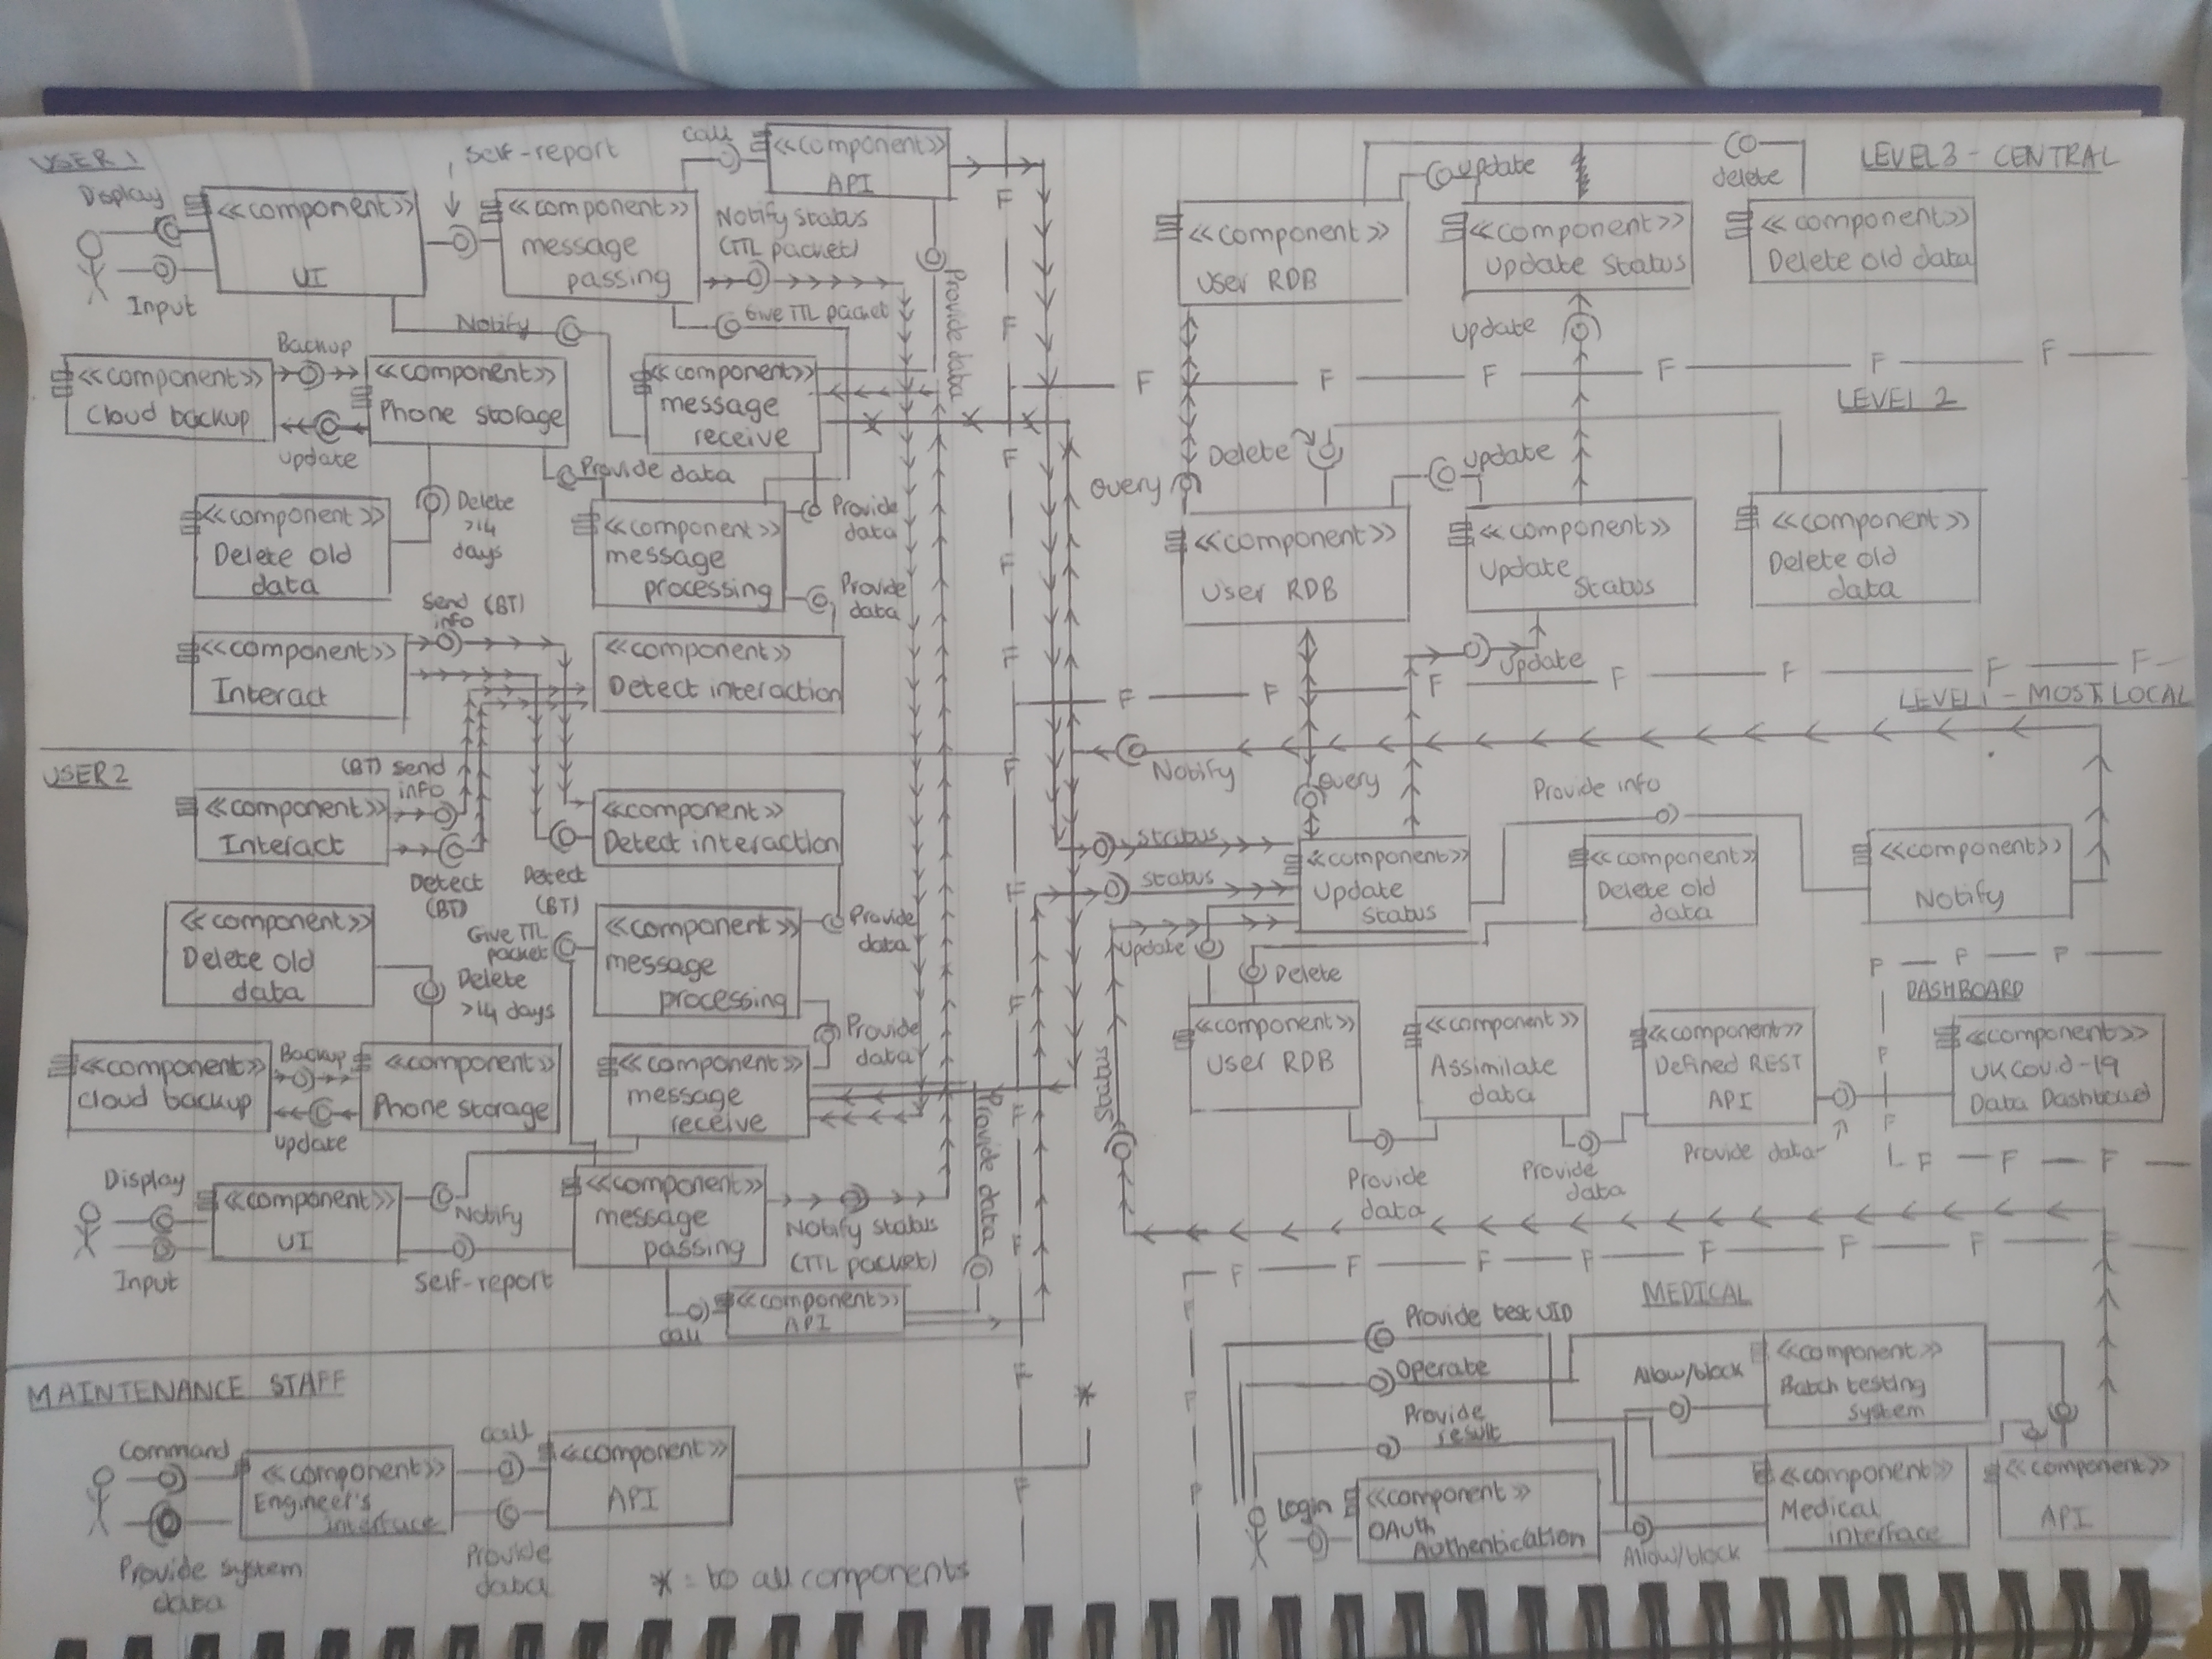 USER 1
Display
Input
<<component>>
UI
Self-report
<<component>>
message
passing
call
<<component>>
API
Notify status
(TTL packet)
Give TTL packet
Provide data
Notify
Backup
<<component>>
Cloud backup
update
<<component>>
Phone storage
<<component>>
message
receive
Provide data
<<component>>
Delete old
data
Delete
>14
days
<<component>>
message
processing
Provide
data
Provide
data
Send (BT)
info
<<component>>
Interact
<<component>>
Detect interaction
USER 2
(BT) send
info
<<component>>
Interact
Detect
(BT)
Detect
(BT)
<<component>>
Detect interaction
<<component>>
Delete old
data
Delete
>14 days
Give TTL
packet
<<component>>
message
processing
Provide
data
Provide
data
<<component>>
cloud backup
Backup
update
<<component>>
Phone storage
<<component>>
message
receive
Display
Input
<<component>>
UI
Notify
Self-report
<<component>>
message
passing
Notify status
(TTL packet)
Provide data
call
<<component>>
API
MAINTENANCE STAFF
Command
Provide system
data
<<component>>
Engineer's
interface
call
Provide
data
<<component>>
API
* = to all components
*
F
F
F
F
F
F
F
F
F
F
F
F
F
LEVEL 3 - CENTRAL
update
delete
<<component>>
User RDB
<<component>>
Update Status
<<component>>
Delete old data
update
F
F
F
F
F
F
LEVEL 2
Delete
update
Query
<<component>>
User RDB
<<component>>
Update
Status
<<component>>
Delete old
data
update
F
F
F
F
F
F
F
LEVEL 1 - MOST LOCAL
Notify
Query
Provide info
status
status
<<component>>
Update
Status
<<component>>
Delete old
data
<<component>>
Notify
update
Delete
Status
<<component>>
User RDB
<<component>>
Assimilate
data
<<component>>
Defined REST
API
Provide
data
Provide
data
Provide data
P
P
P
DASHBOARD
P
F
<<component>>
UK Covid-19
Data Dashboard
F
F
F
F
F
F
F
F
F
F
MEDICAL
Provide test UID
Operate
Provide
result
Allow/block
<<component>>
Batch testing
system
Login
<<component>>
OAuth
Authentication
Allow/block
<<component>>
Medical
interface
<<component>>
API